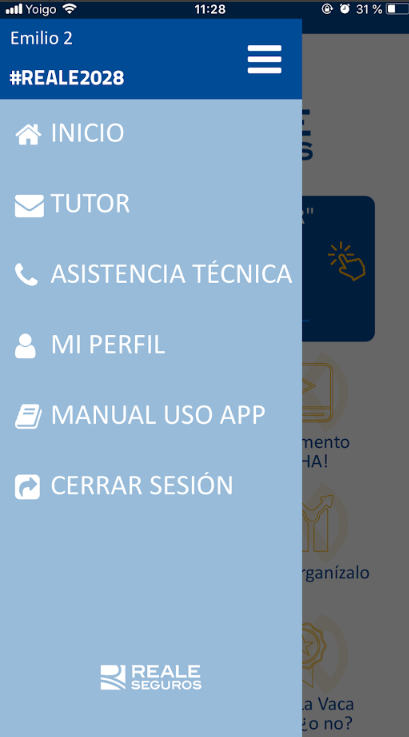 Yoigo 11:28 31 %
Emilio 2
#REALE2028
INICIO
TUTOR
ASISTENCIA TÉCNICA
MI PERFIL
MANUAL USO APP
CERRAR SESIÓN
REALE
SEGUROS
mento
HA!
rganízalo
a Vaca
¿o no?